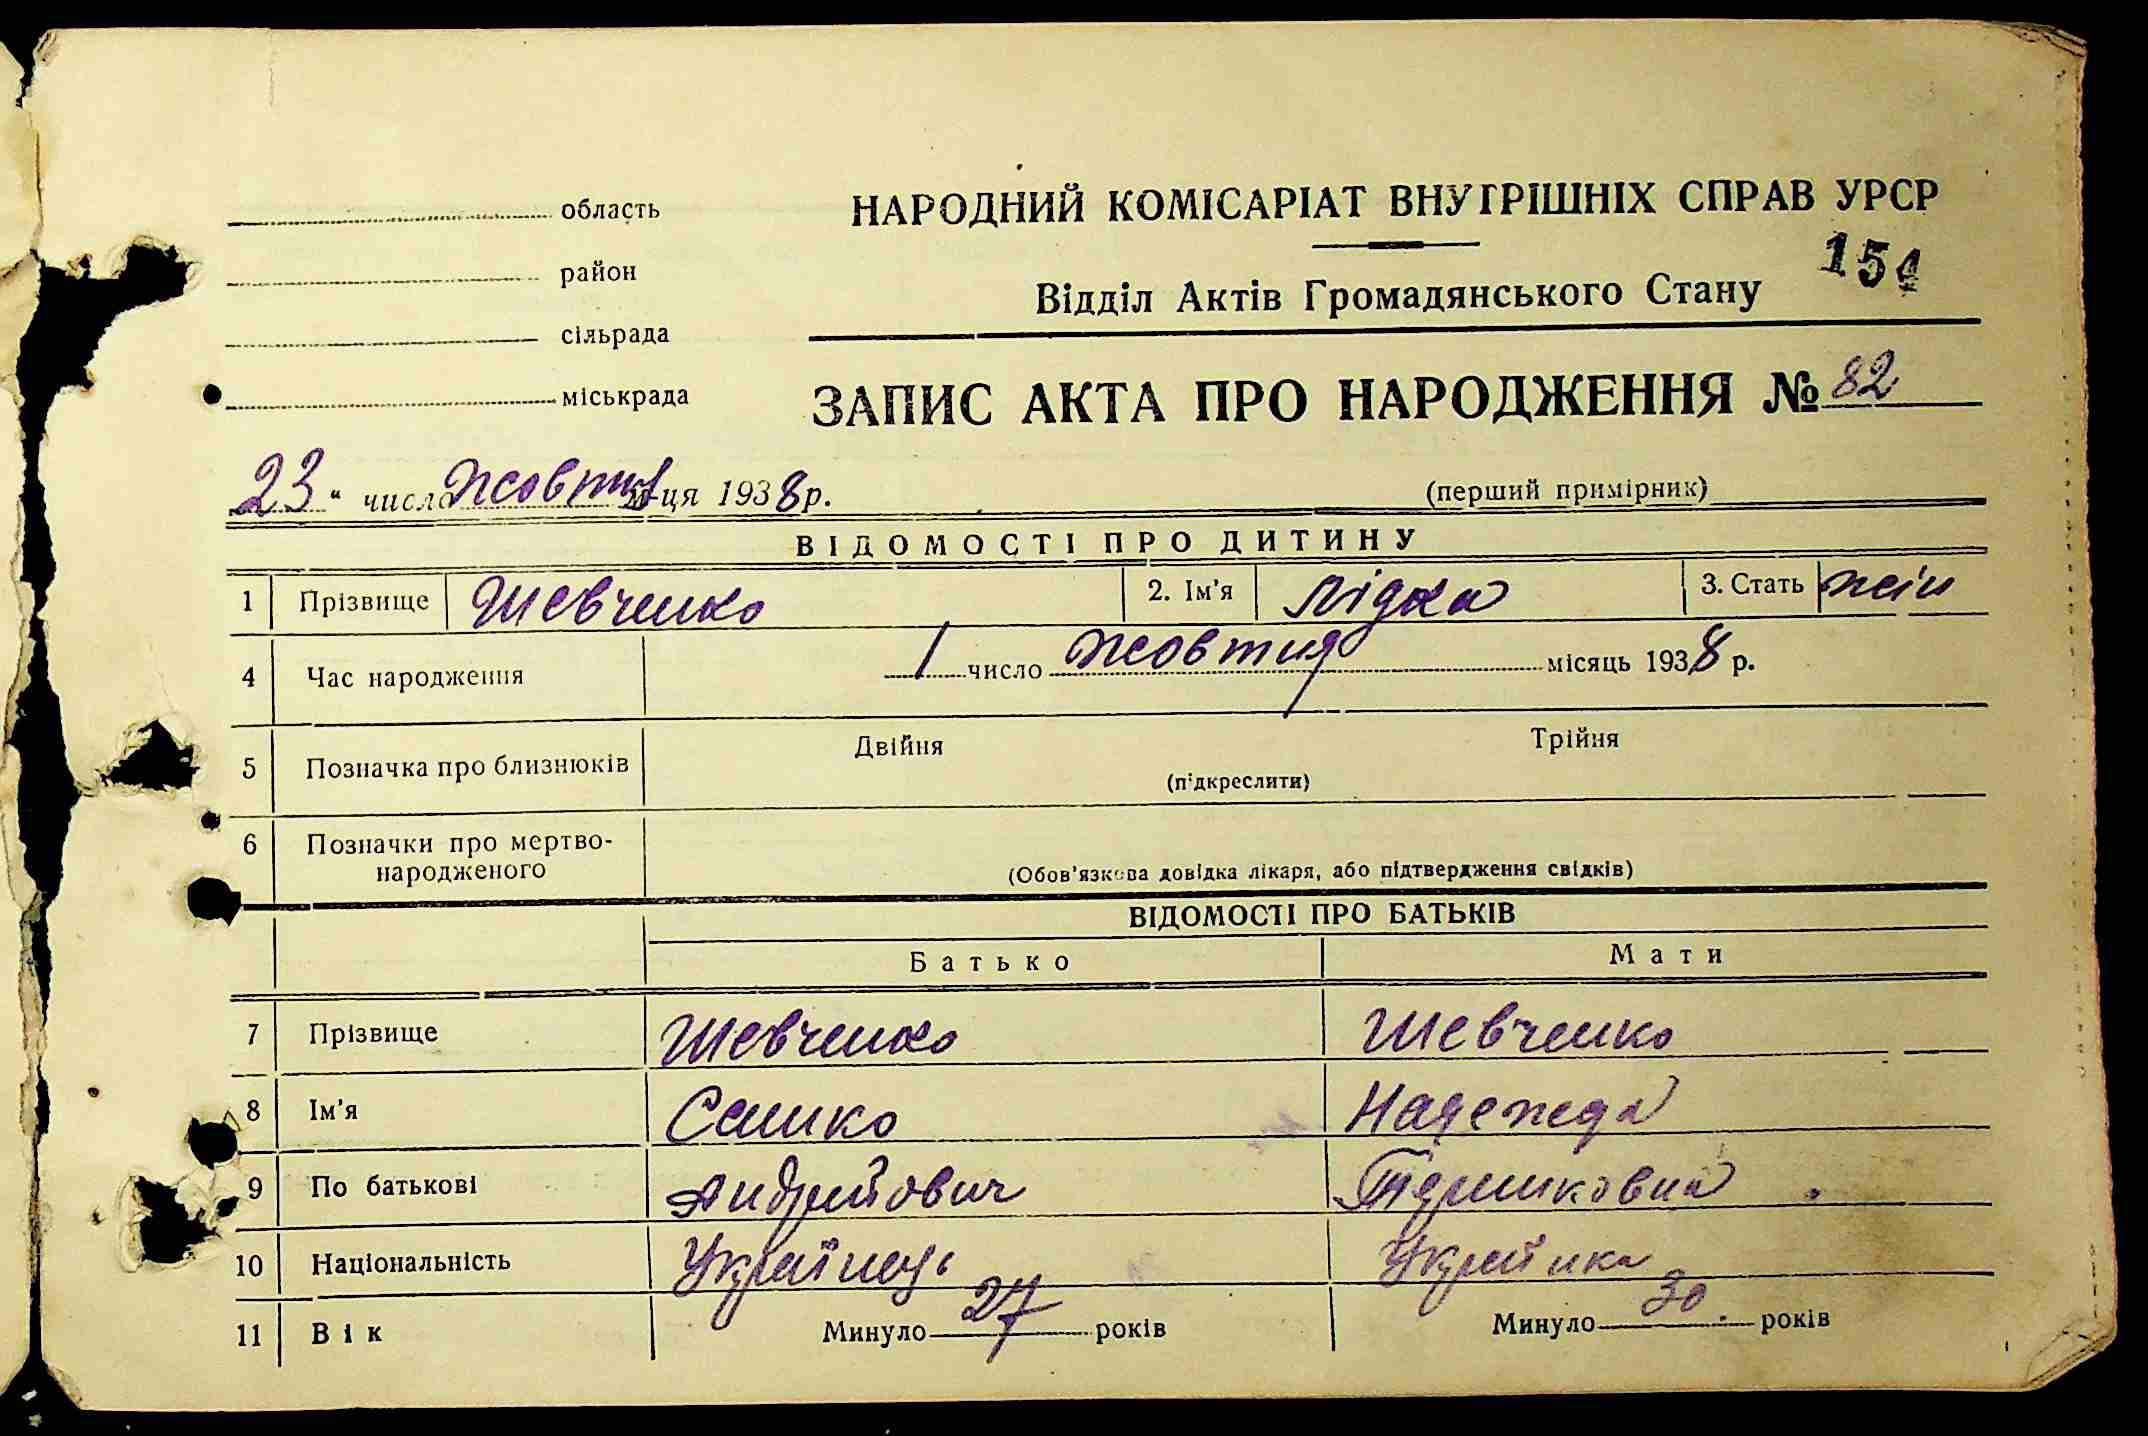 область
НАРОДНИЙ КОМІСАРІАТ ВНУТРІШНІХ СПРАВ УРСР
район
154
Відділ Актів Громадянського Стану
сільрада
міськрада
ЗАПИС АКТА ПРО НАРОДЖЕННЯ № 82
23 " число жовтня м-ця 1938 р.
(перший примірник)
ВІДОМОСТІ ПРО ДИТИНУ
1 Прізвище Шевченко 2. Ім'я Лідка 3. Стать жін
4 Час народження 1 число жовтня місяць 1938 р.
5 Позначка про близнюків Двійня Трійня
(підкреслити)
6 Позначки про мертво-
народженого
(Обов'язкова довідка лікаря, або підтвердження свідків)
ВІДОМОСТІ ПРО БАТЬКІВ
Батько Мати
7 Прізвище Шевченко Шевченко
8 Ім'я Сашко Надежда
9 По батькові Андрійович
10 Національність Українець Українка
11 Вік Минуло 27 років Минуло 30 років